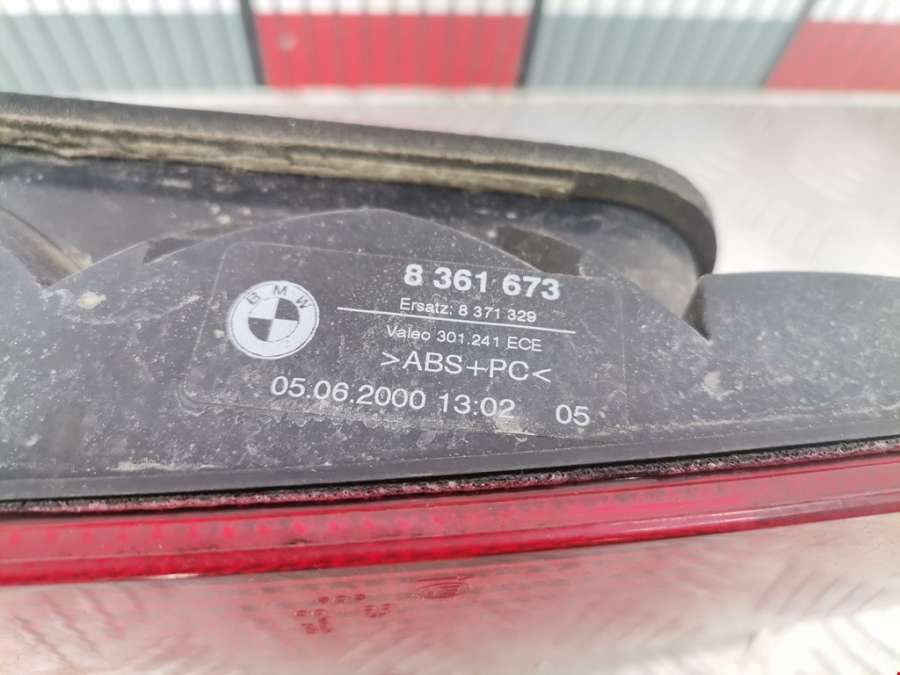 8 361 673
Ersatz: 8 371 329
BMW
Valeo 301.241 ECE
>ABS+PC<
05.06.2000 13:02 05